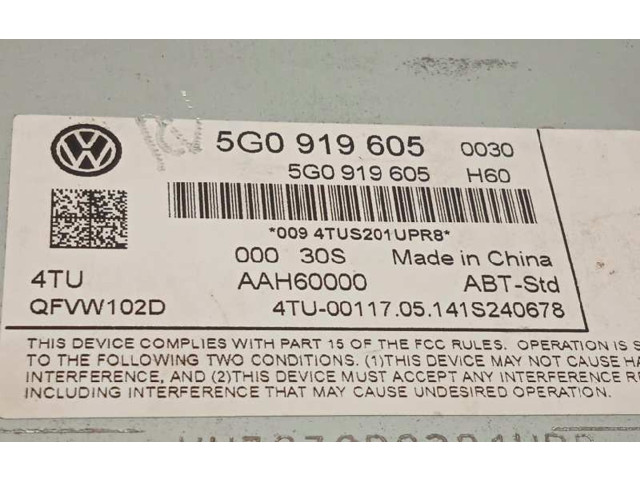 5G0 919 605 0030
5G0 919 605 H60
*009 4TUS201UPR8*
000 30S Made in China
4TU AAH60000 ABT-Std
QFVW102D 4TU-00117.05.141S240678
THIS DEVICE COMPLIES WITH PART 15 OF THE FCC RULES. OPERATION IS
TO THE FOLLOWING TWO CONDITIONS. (1)THIS DEVICE MAY NOT CAUSE
INTERFERENCE, AND (2)THIS DEVICE MUST ACCEPT ANY INTERFERENCE
INCLUDING INTERFERENCE THAT MAY CAUSE UNDESIRED OPERATION.